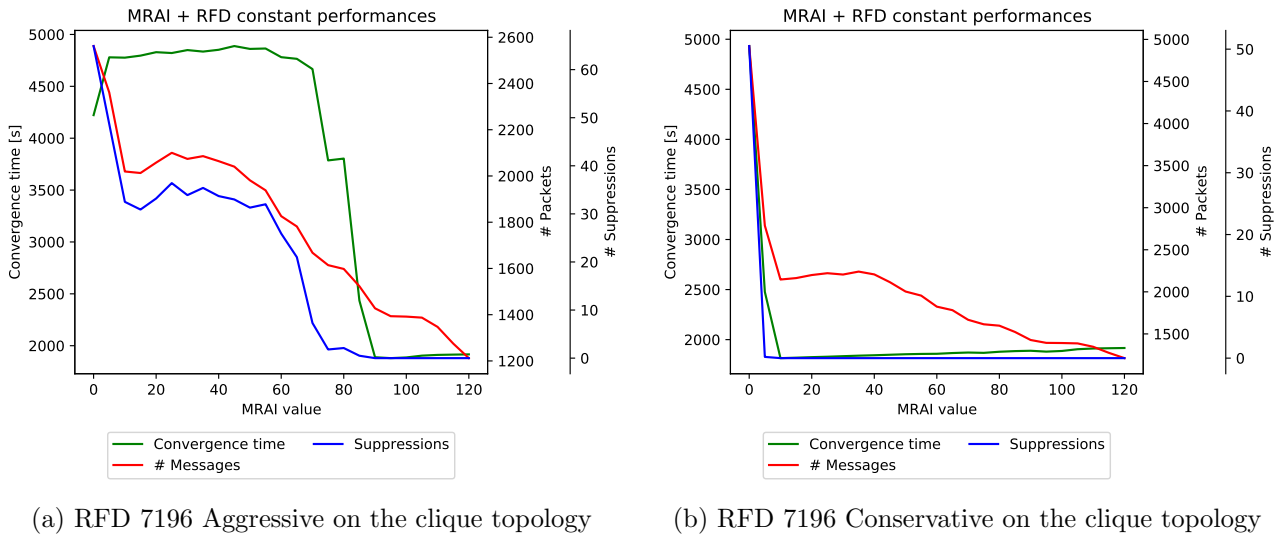 MRAI + RFD constant performances
5000
4500
4000
3500
3000
2500
2000
Convergence time [s]
2600
2400
2200
2000
1800
1600
1400
1200
# Packets
60
50
40
30
20
10
0
# Suppressions
0 20 40 60 80 100 120
MRAI value
Convergence time
# Messages
Suppressions
(a) RFD 7196 Aggressive on the clique topology
MRAI + RFD constant performances
5000
4500
4000
3500
3000
2500
2000
Convergence time [s]
5000
4500
4000
3500
3000
2500
2000
1500
# Packets
50
40
30
20
10
0
# Suppressions
0 20 40 60 80 100 120
MRAI value
Convergence time
# Messages
Suppressions
(b) RFD 7196 Conservative on the clique topology